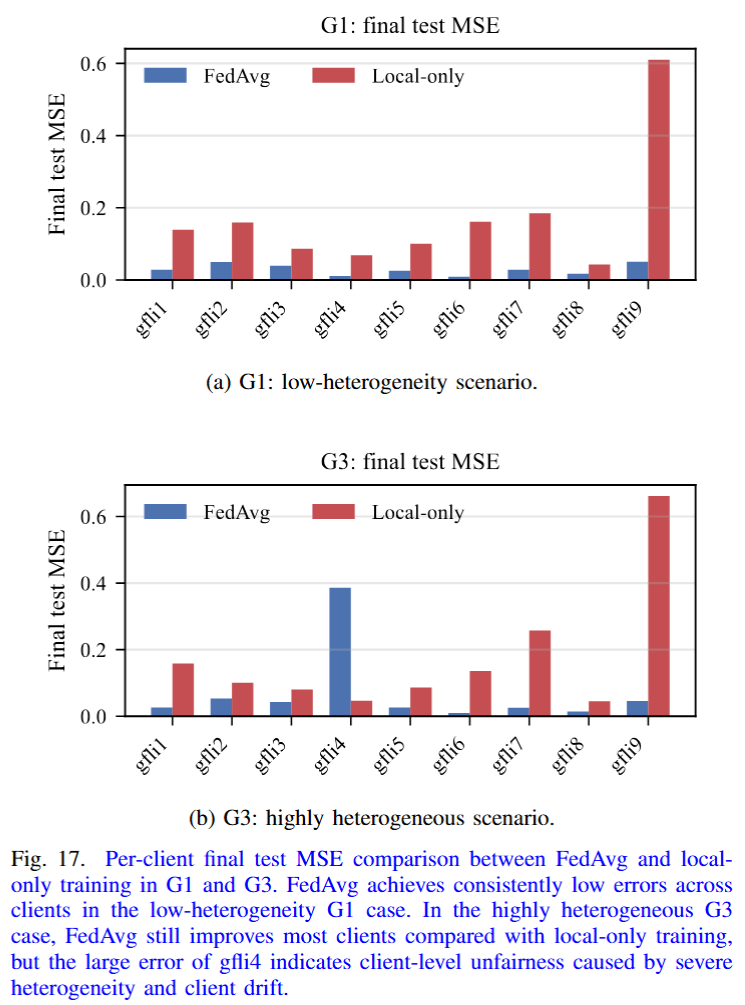 G1: final test MSE
FedAvg Local-only
Final test MSE
0.6
0.4
0.2
0.0
gfli1 gfli2 gfli3 gfli4 gfli5 gfli6 gfli7 gfli8 gfli9
(a) G1: low-heterogeneity scenario.
G3: final test MSE
FedAvg Local-only
Final test MSE
0.6
0.4
0.2
0.0
gfli1 gfli2 gfli3 gfli4 gfli5 gfli6 gfli7 gfli8 gfli9
(b) G3: highly heterogeneous scenario.
Fig. 17. Per-client final test MSE comparison between FedAvg and local-
only training in G1 and G3. FedAvg achieves consistently low errors across
clients in the low-heterogeneity G1 case. In the highly heterogeneous G3
case, FedAvg still improves most clients compared with local-only training,
but the large error of gfli4 indicates client-level unfairness caused by severe
heterogeneity and client drift.